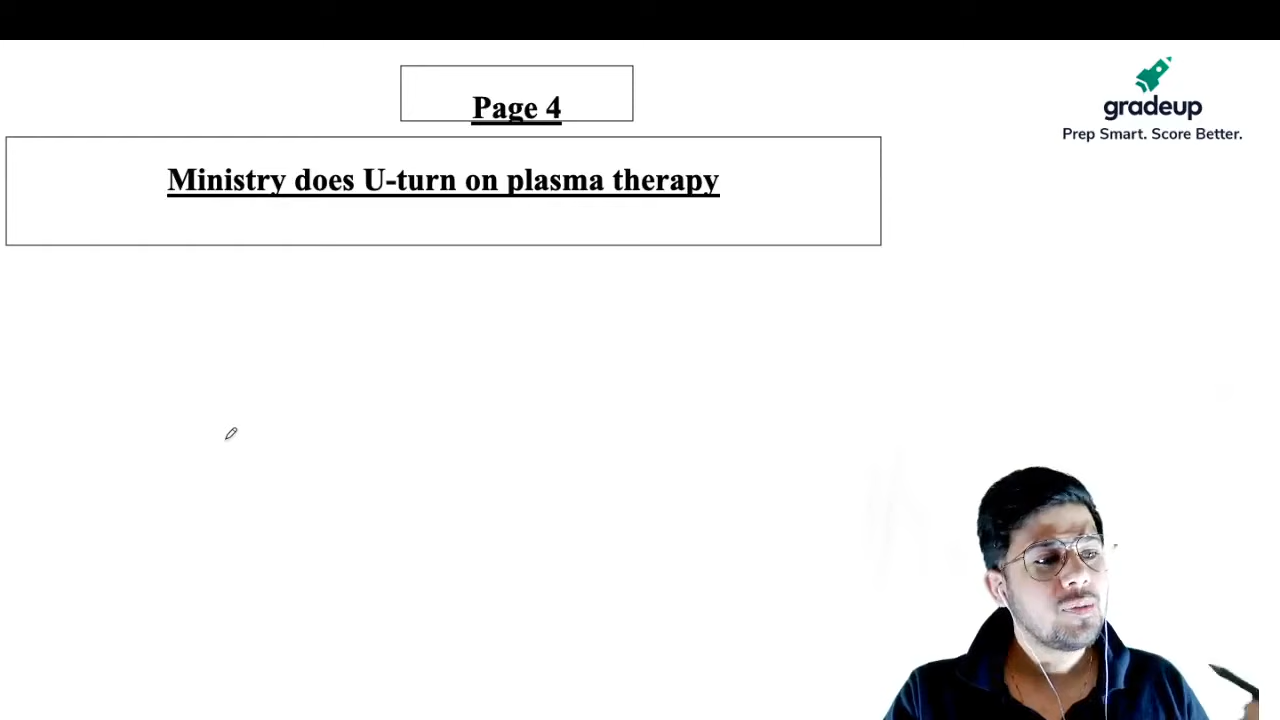 Page 4
gradeup
Prep Smart. Score Better.
Ministry does U-turn on plasma therapy